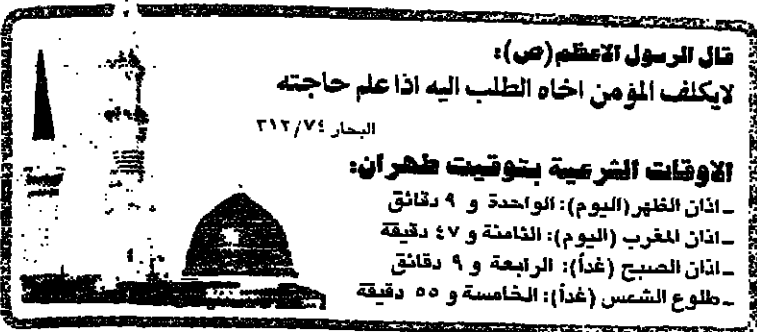 قال الرسول الاعظم (ص):
لايكلف المؤمن اخاه الطلب اليه اذا علم حاجته
البحار ٧٤/ ٣١٢
الاوقات الشرعية بتوقيت طهران:
ـ اذان الظهر (اليوم): الواحدة و ٩ دقائق
ـ اذان المغرب (اليوم): الثامنة و ٤٧ دقيقة
ـ اذان الصبح (غداً): الرابعة و ٩ دقائق
ـ طلوع الشمس (غداً): الخامسة و ٥٥ دقيقة